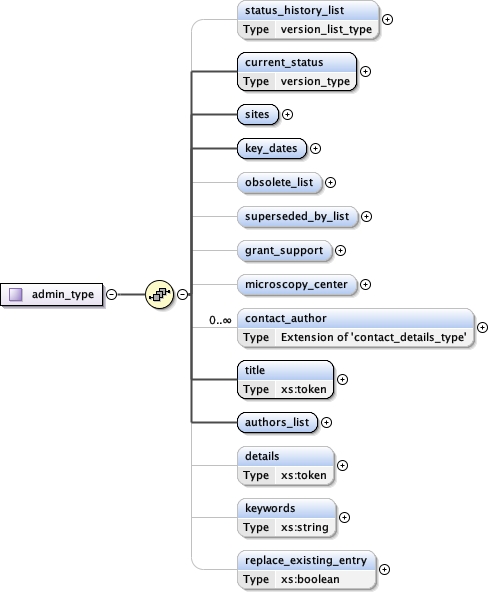 status_history_list
Type version_list_type
current_status
Type version_type
sites
key_dates
obsolete_list
superseded_by_list
grant_support
microscopy_center
admin_type
0..∞
contact_author
Type Extension of 'contact_details_type'
title
Type xs:token
authors_list
details
Type xs:token
keywords
Type xs:string
replace_existing_entry
Type xs:boolean